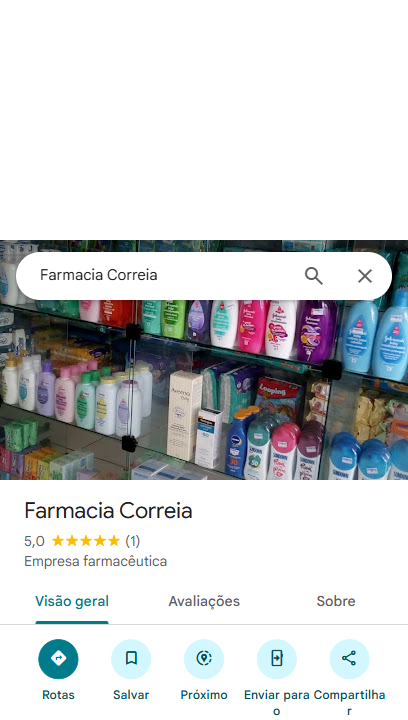 Farmacia Correia
Farmacia Correia
5,0 (1)
Empresa farmacêutica
Visão geral Avaliações Sobre
Rotas Salvar Próximo Enviar para o Compartilhar